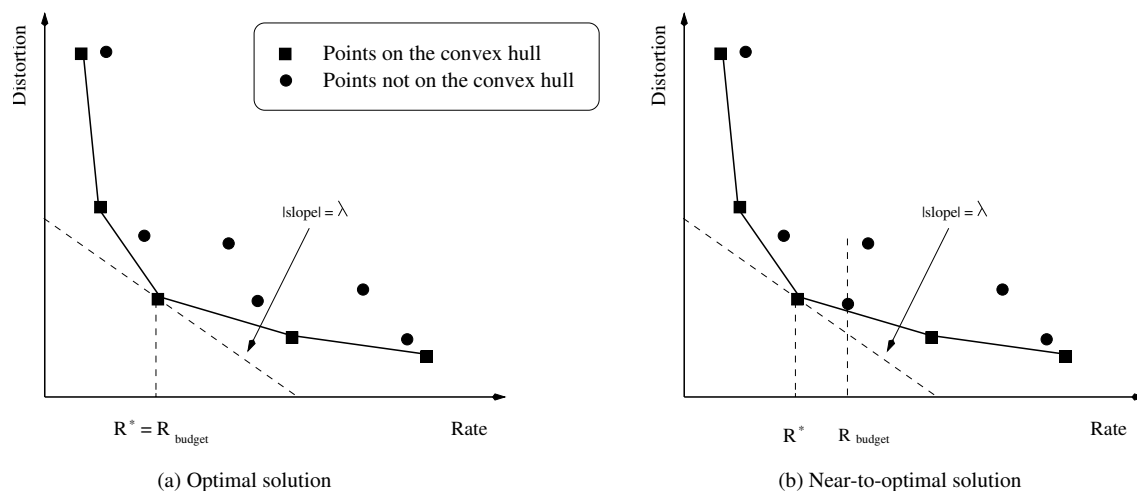 Distortion
Points on the convex hull
Points not on the convex hull
|slope| = λ
R* = R budget
Rate
(a) Optimal solution
Distortion
|slope| = λ
R*
R budget
Rate
(b) Near-to-optimal solution